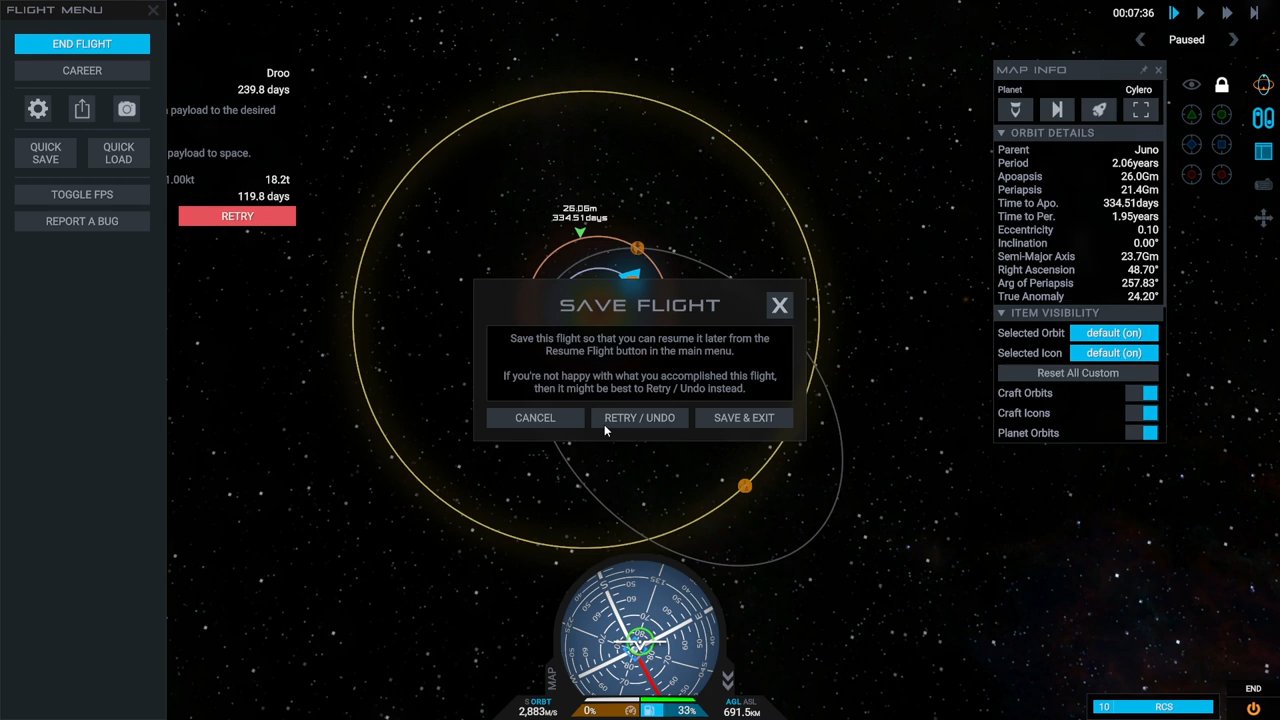 FLIGHT MENU
END FLIGHT
CAREER
QUICK SAVE
QUICK LOAD
TOGGLE FPS
REPORT A BUG
Droo
239.8 days
payload to the desired
payload to space.
1.00kt 18.2t
119.8 days
RETRY
26.06m
334.51days
SAVE FLIGHT
X
Save this flight so that you can resume it later from the
Resume Flight button in the main menu.
If you're not happy with what you accomplished this flight,
then it might be best to Retry / Undo instead.
CANCEL
RETRY / UNDO
SAVE & EXIT
00:07:36
Paused
MAP INFO
Planet Cylero
ORBIT DETAILS
Parent Juno
Period 2.06years
Apoapsis 26.0Gm
Periapsis 21.4Gm
Time to Apo. 334.51days
Time to Per. 1.95years
Eccentricity 0.10
Inclination 0.00°
Semi-Major Axis 23.7Gm
Right Ascension 48.70°
Arg of Periapsis 257.83°
True Anomaly 24.20°
ITEM VISIBILITY
Selected Orbit default (on)
Selected Icon default (on)
Reset All Custom
Craft Orbits
Craft Icons
Planet Orbits
MAP
ORBT
2,883M/S
0%
33%
AGL ASL
691.5KM
10 RCS
END